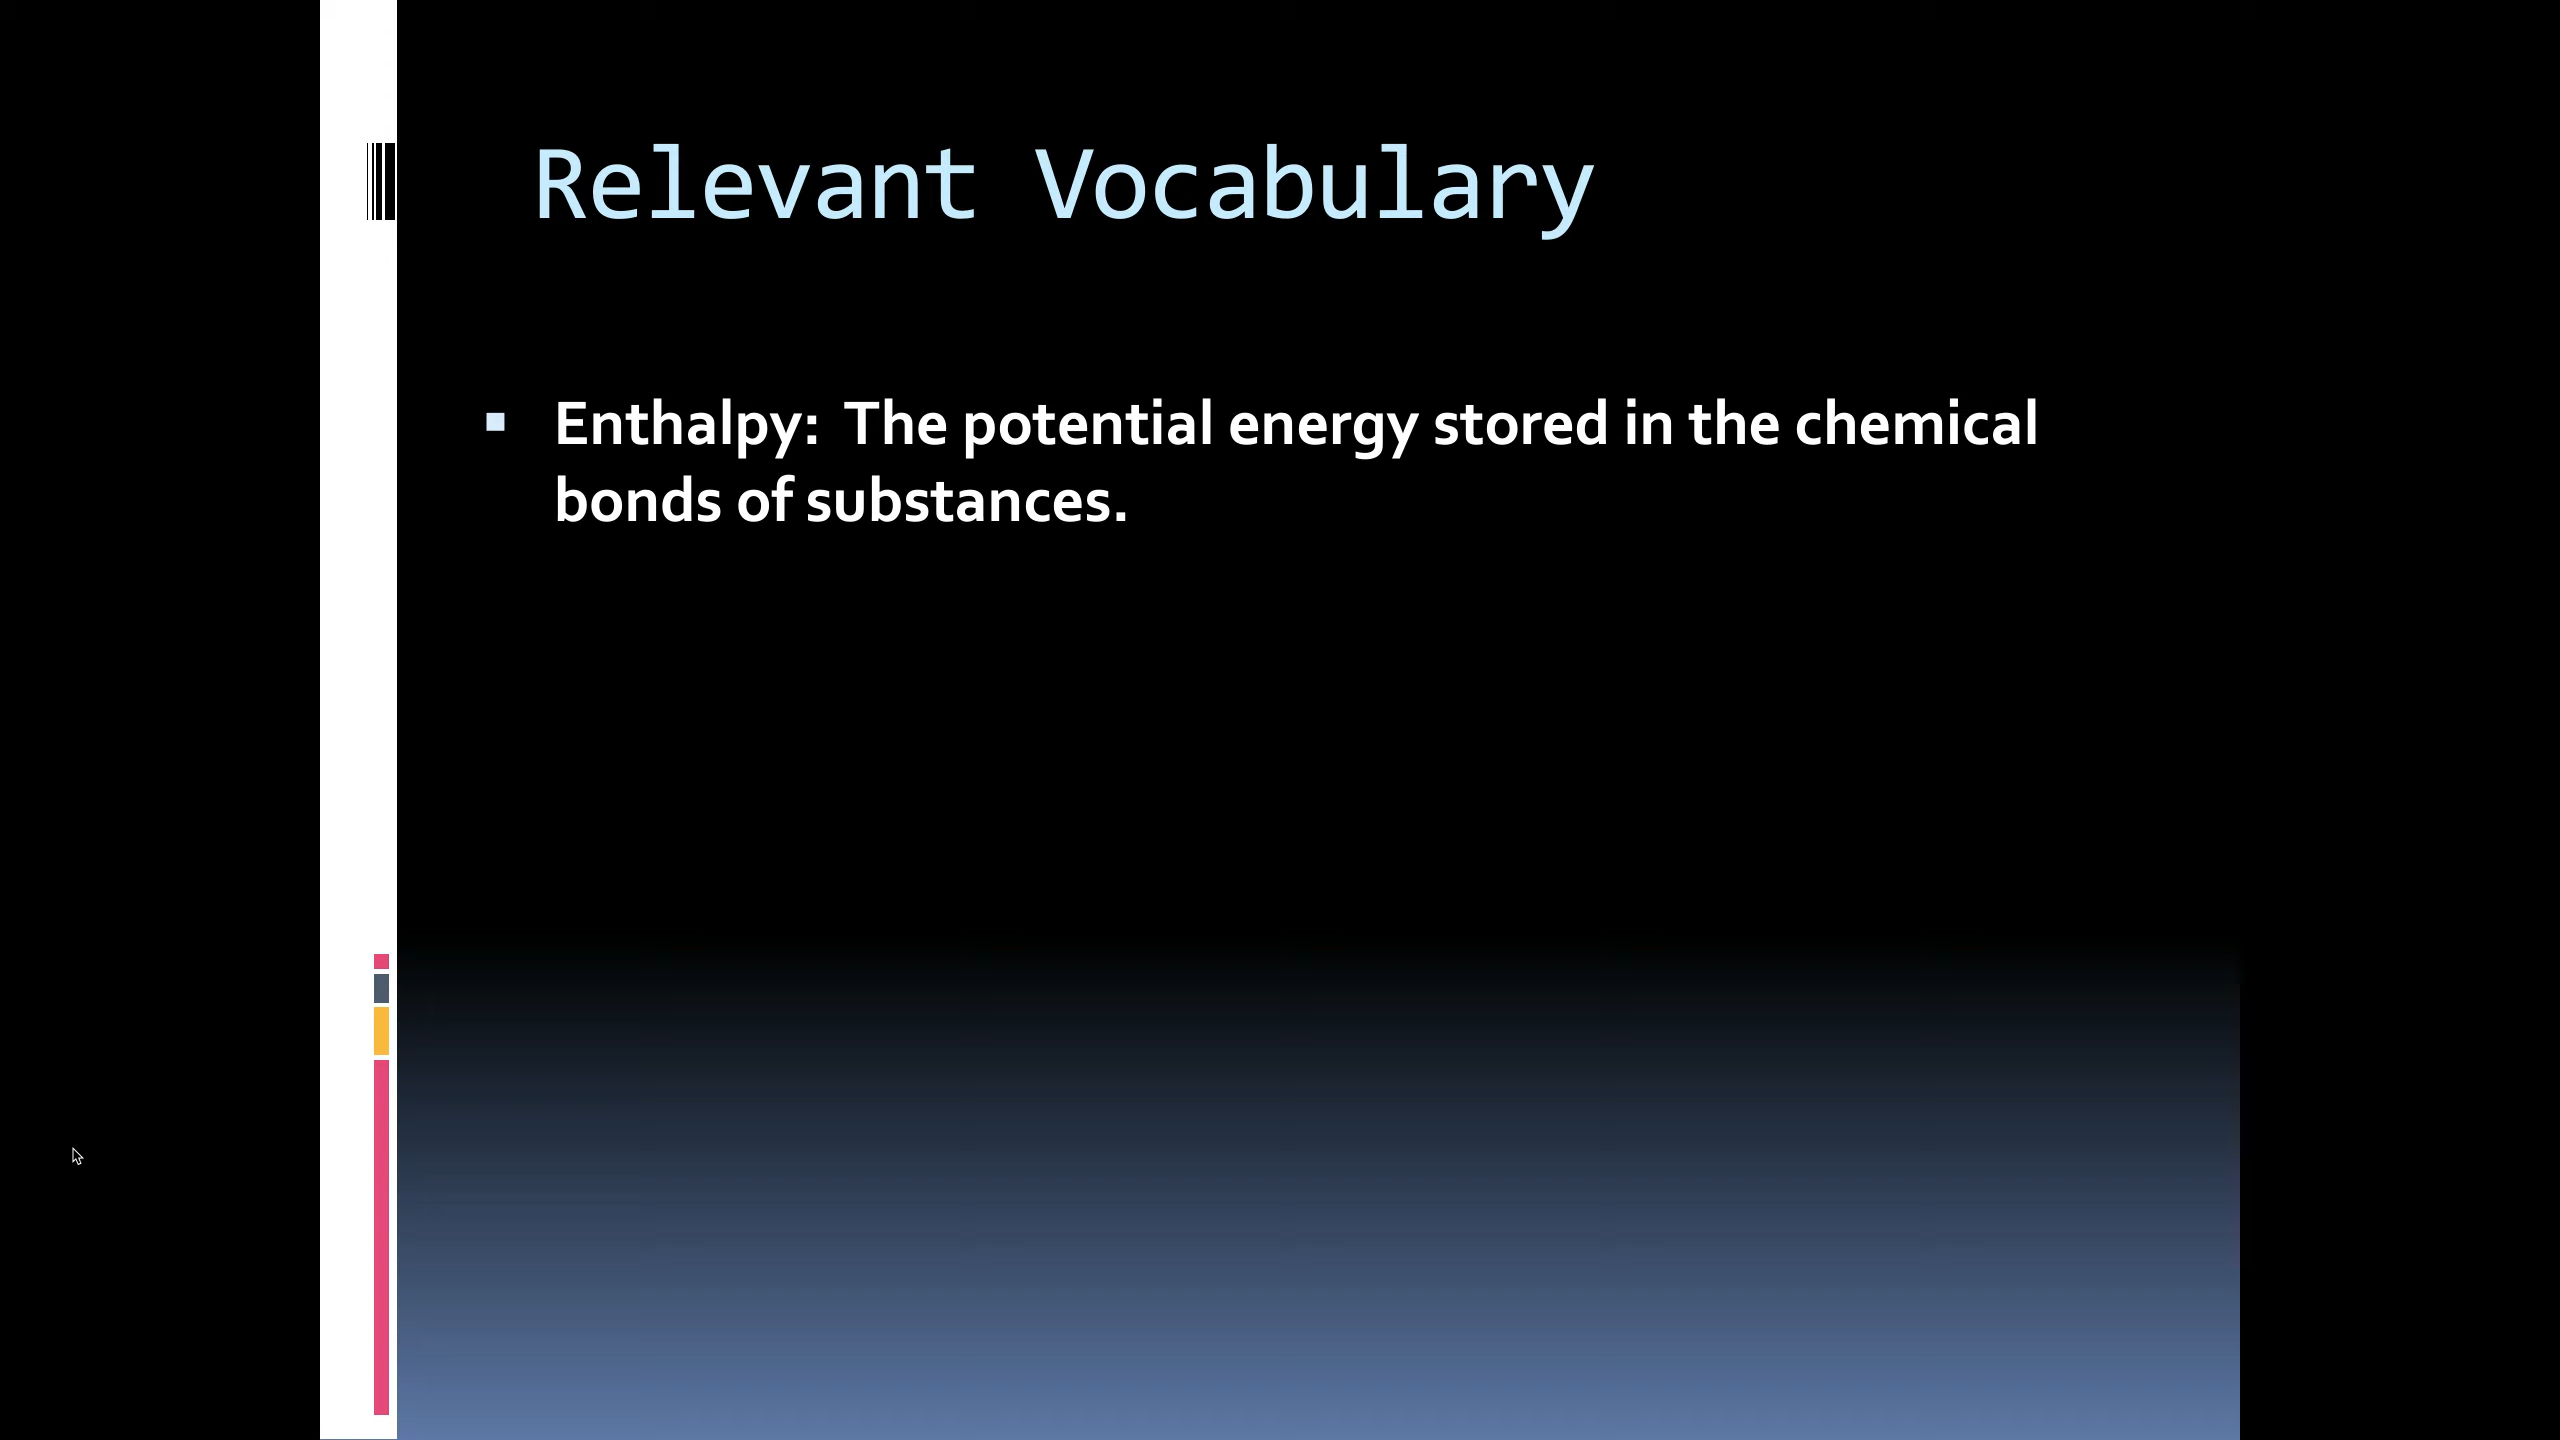 Relevant Vocabulary
Enthalpy:  The potential energy stored in the chemical
bonds of substances.